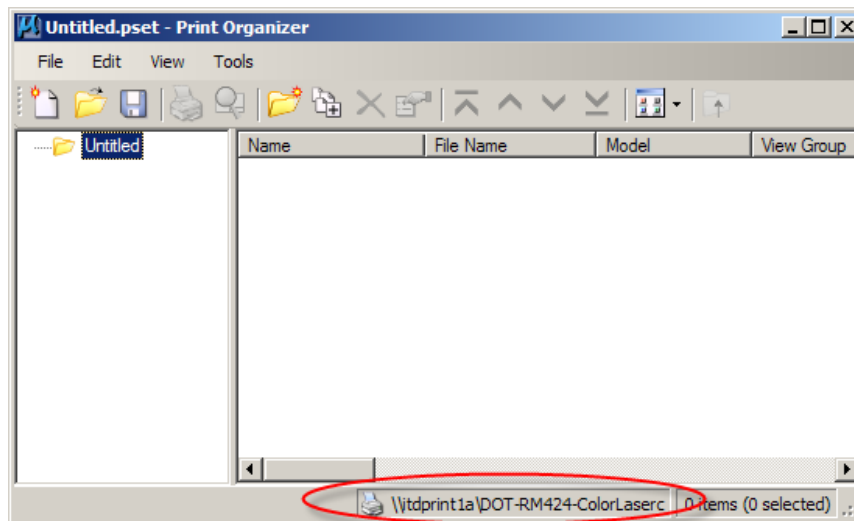 Untitled.pset - Print Organizer
File Edit View Tools
Untitled
Name File Name Model View Group
\\itdprint1a\DOT-RM424-ColorLaserc 0 items (0 selected)